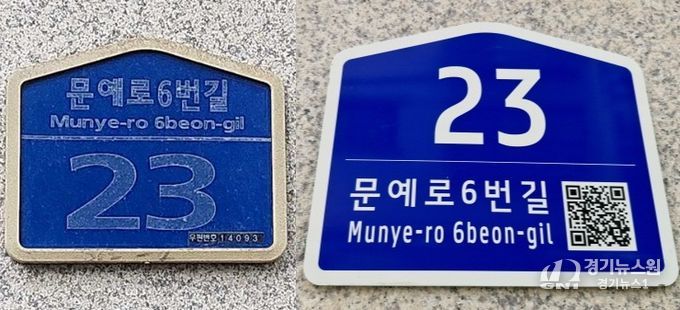 문예로6번길
Munye-ro 6beon-gil
23
우편번호 14093
23
문예로6번길
Munye-ro 6beon-gil
GN1 경기뉴스원
경기뉴스1